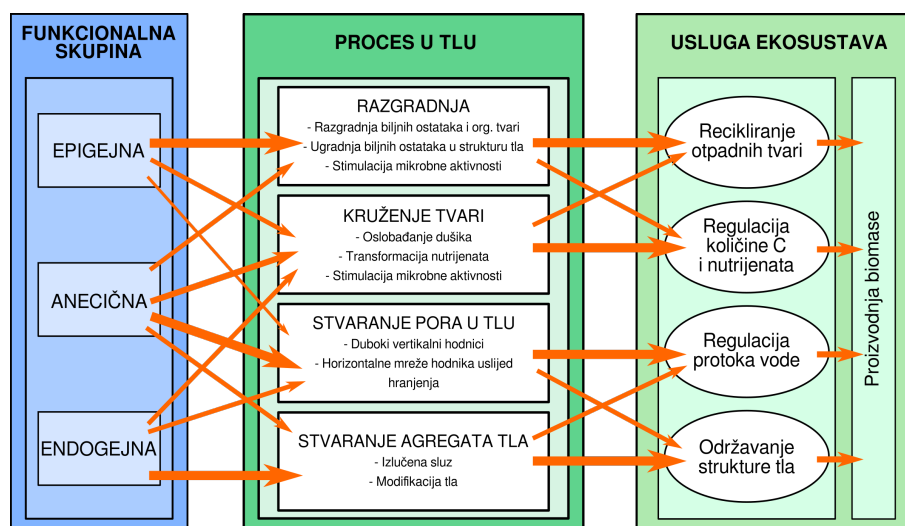 FUNKCIONALNA
SKUPINA
EPIGEJNA
ANECIČNA
ENDOGEJNA
PROCES U TLU
RAZGRADNJA
- Razgradnja biljnih ostataka i org. tvari
- Ugradnja biljnih ostataka u strukturu tla
- Stimulacija mikrobne aktivnosti
KRUŽENJE TVARI
- Oslobađanje dušika
- Transformacija nutrijenata
- Stimulacija mikrobne aktivnosti
STVARANJE PORA U TLU
- Duboki vertikalni hodnici
- Horizontalne mreže hodnika uslijed
hranjenja
STVARANJE AGREGATA TLA
- Izlučena sluz
- Modifikacija tla
USLUGA EKOSUSTAVA
Recikliranje
otpadnih tvari
Regulacija
količine C
i nutrijenata
Regulacija
protoka vode
Održavanje
strukture tla
Proizvodnja biomase